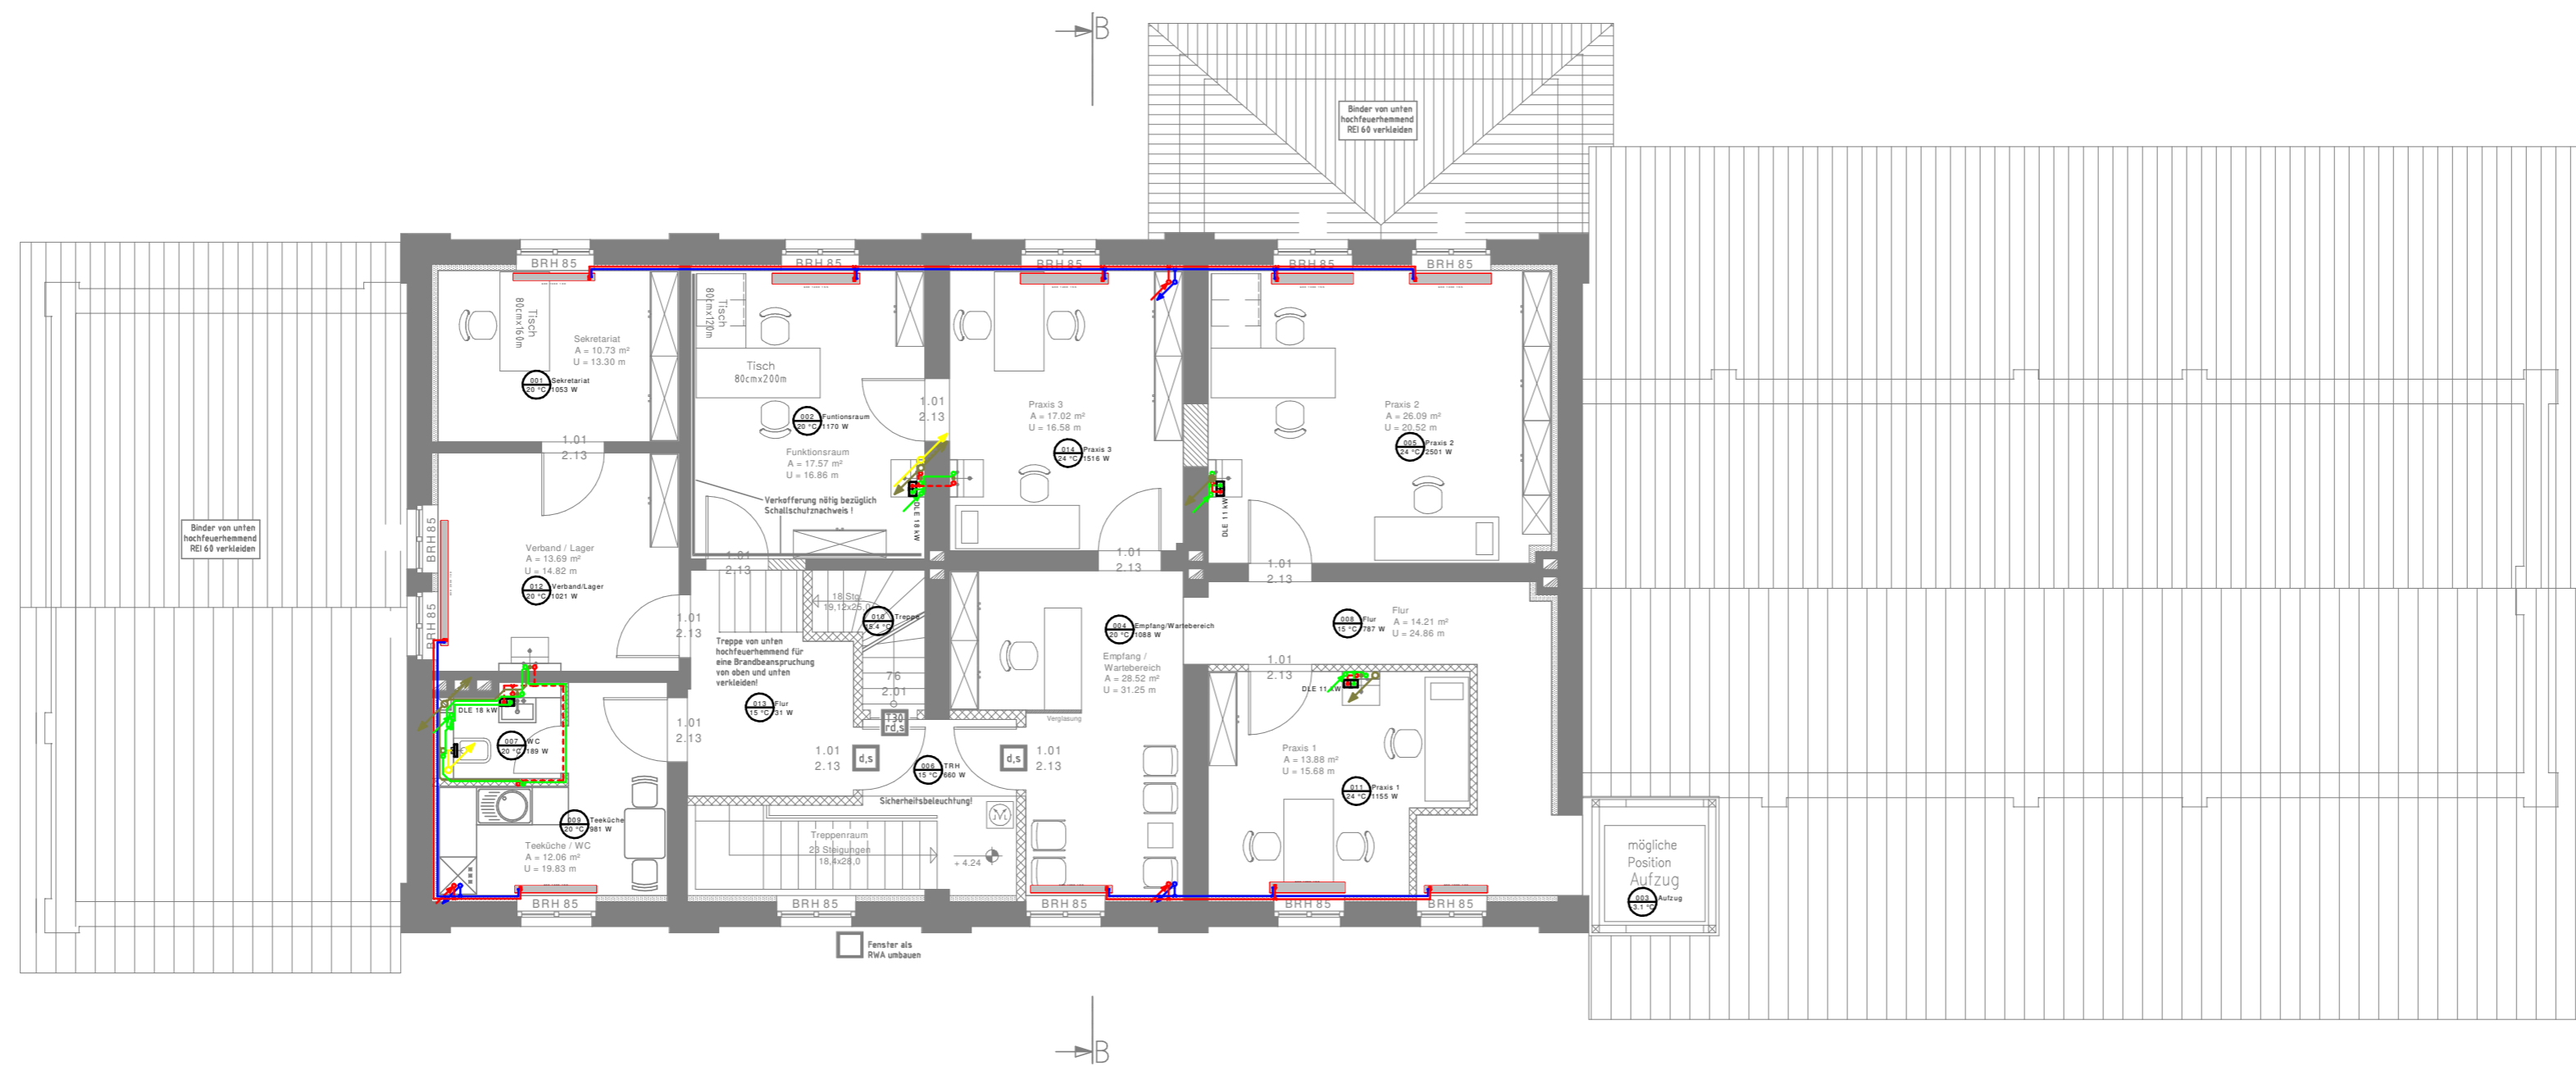 B
Binder von unten
hochfeuerhemmend
REI 60 verkleiden
BRH 85
BRH 85
BRH 85
BRH 85
BRH 85
Tisch
80cmx160m
Sekretariat
A = 10.73 m²
U = 13.30 m
001 Sekretariat
20 °C 1053 W
Tisch
80cmx120m
Tisch
80cmx200m
002 Funtionsraum
20 °C 1170 W
Funktionsraum
A = 17.57 m²
U = 16.86 m
1.01
2.13
Praxis 3
A = 17.02 m²
U = 16.58 m
014 Praxis 3
24 °C 1516 W
Praxis 2
A = 26.09 m²
U = 20.52 m
005 Praxis 2
24 °C 2501 W
1.01
2.13
Verkofferung nötig bezüglich
Schallschutznachweis !
DLE 18 kW
DLE 11 kW
Binder von unten
hochfeuerhemmend
REI 60 verkleiden
BRH 85
BRH 85
Verband / Lager
A = 13.69 m²
U = 14.82 m
012 Verband/Lager
20 °C 1021 W
1.01
2.13
1.01
2.13
1.01
2.13
1.01
2.13
18 Stg
19,12x25,0
010 Treppe
Treppe von unten
hochfeuerhemmend für
eine Brandbeanspruchung
von oben und unten
verkleiden!
76
2.01
T30
rd,s
004 Empfang/Wartebereich
20 °C 1088 W
Empfang /
Wartebereich
A = 28.52 m²
U = 31.25 m
Verglasung
008 Flur
15 °C 787 W
Flur
A = 14.21 m²
U = 24.86 m
1.01
2.13
DLE 11 kW
013 Flur
15 °C 31 W
1.01
2.13
DLE 18 kW
007 WC
20 °C 189 W
1.01
2.13
d,s
006 TRH
15 °C 660 W
d,s
1.01
2.13
Sicherheitsbeleuchtung!
Praxis 1
A = 13.88 m²
U = 15.68 m
011 Praxis 1
24 °C 1155 W
009 Teeküche
20 °C 981 W
Teeküche / WC
A = 12.06 m²
U = 19.83 m
Treppenraum
23 Steigungen
18,4x28,0
+ 4.24
mögliche
Position
Aufzug
003 Aufzug
BRH 85
BRH 85
BRH 85
BRH 85
BRH 85
Fenster als
RWA umbauen
B